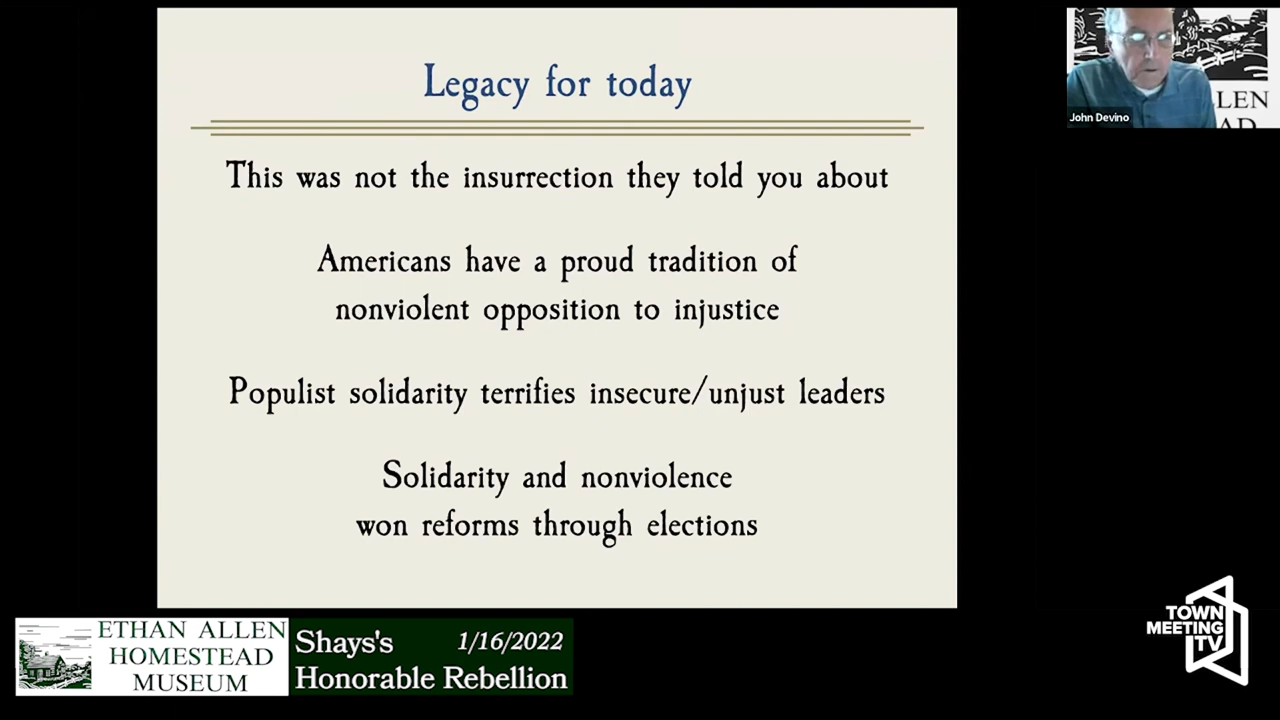 Legacy for today
This was not the insurrection they told you about
Americans have a proud tradition of
nonviolent opposition to injustice
Populist solidarity terrifies insecure/unjust leaders
Solidarity and nonviolence
won reforms through elections
LLEN
AD
John Devino
ETHAN ALLEN
HOMESTEAD
MUSEUM
Shays's 1/16/2022
Honorable Rebellion
TOWN
MEETING
TV